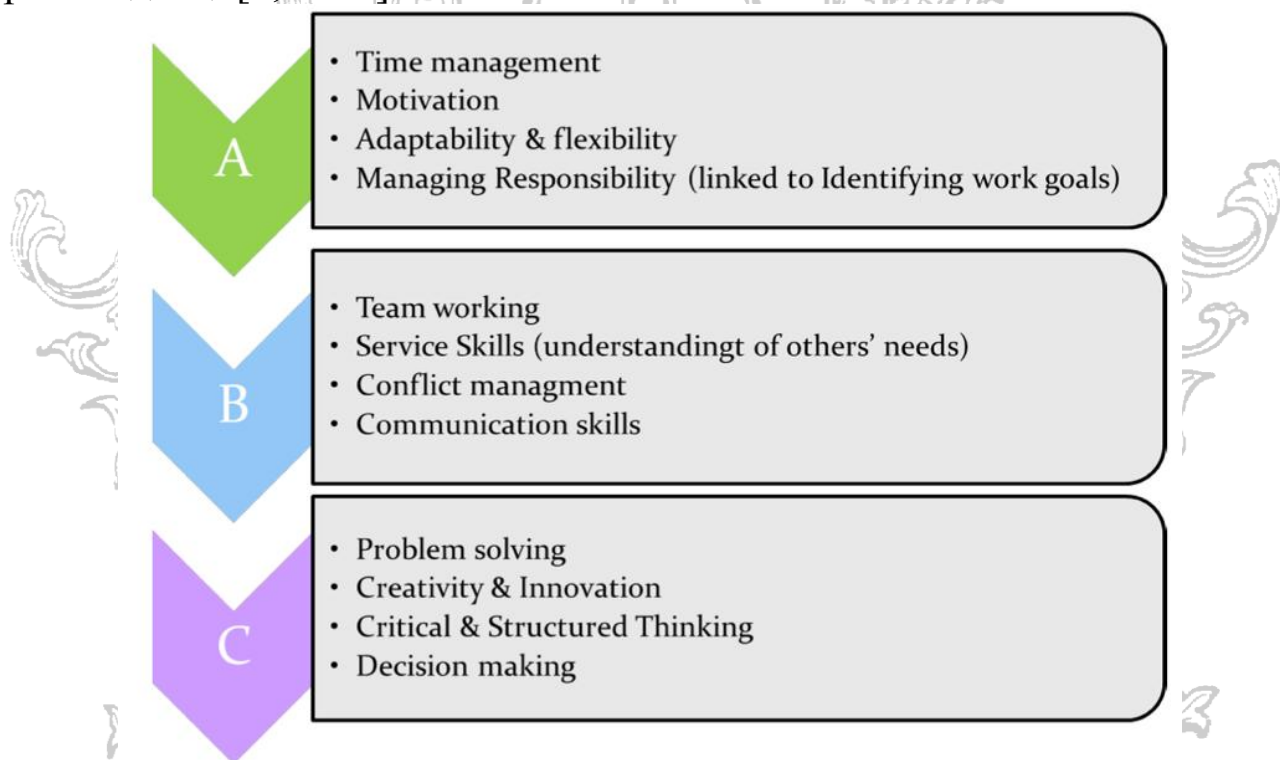 A
• Time management
• Motivation
• Adaptability & flexibility
• Managing Responsibility (linked to Identifying work goals)
B
• Team working
• Service Skills (understandingt of others’ needs)
• Conflict managment
• Communication skills
C
• Problem solving
• Creativity & Innovation
• Critical & Structured Thinking
• Decision making